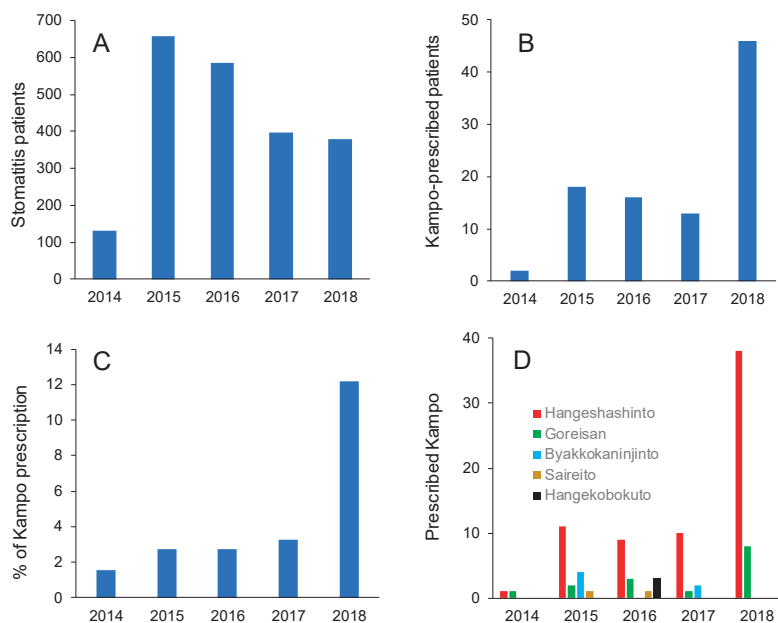 A
Stomatitis patients
700
600
500
400
300
200
100
0
2014 2015 2016 2017 2018
B
Kampo-prescribed patients
50
40
30
20
10
0
2014 2015 2016 2017 2018
C
% of Kampo prescription
14
12
10
8
6
4
2
0
2014 2015 2016 2017 2018
D
Prescribed Kampo
40
30
20
10
0
Hangeshashinto
Goreisan
Byakkokaninjinto
Saireito
Hangekobokuto
2014 2015 2016 2017 2018